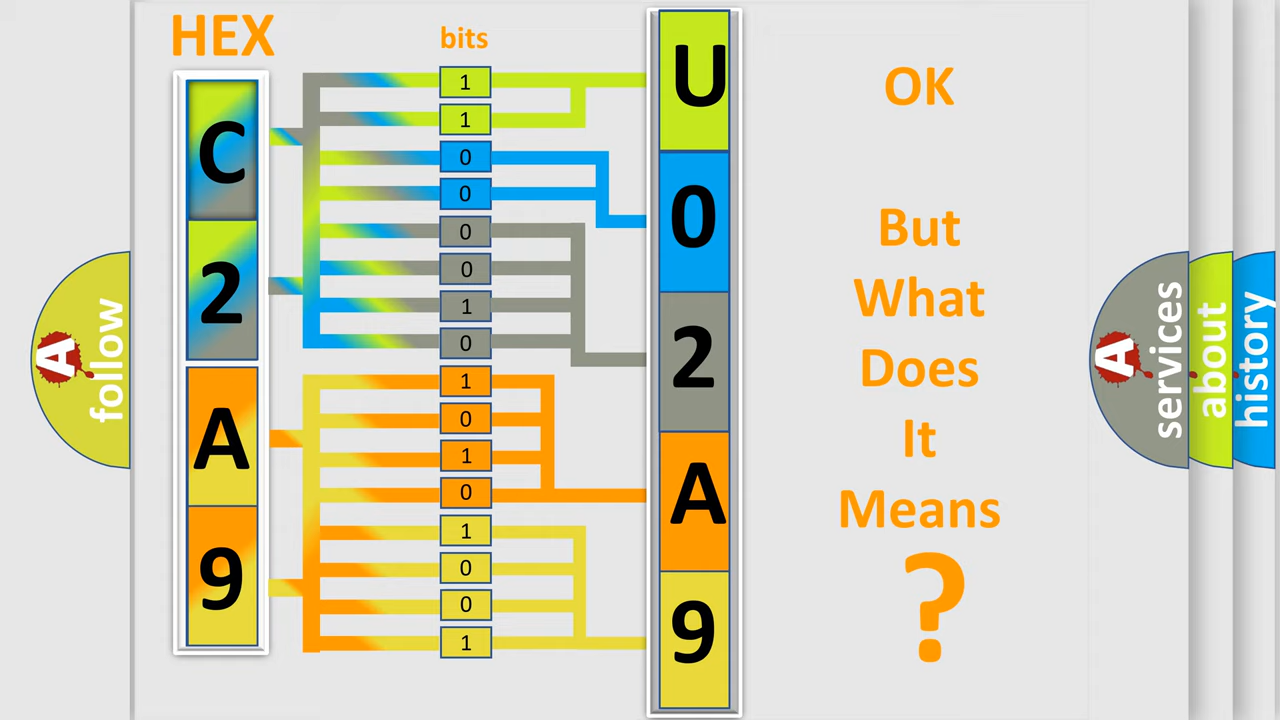 HEX
bits
C
2
A
9
1
1
0
0
0
0
1
0
1
0
1
0
1
0
0
1
U
0
2
A
9
OK
But
What
Does
It
Means
?
A
follow
A
services
about
history